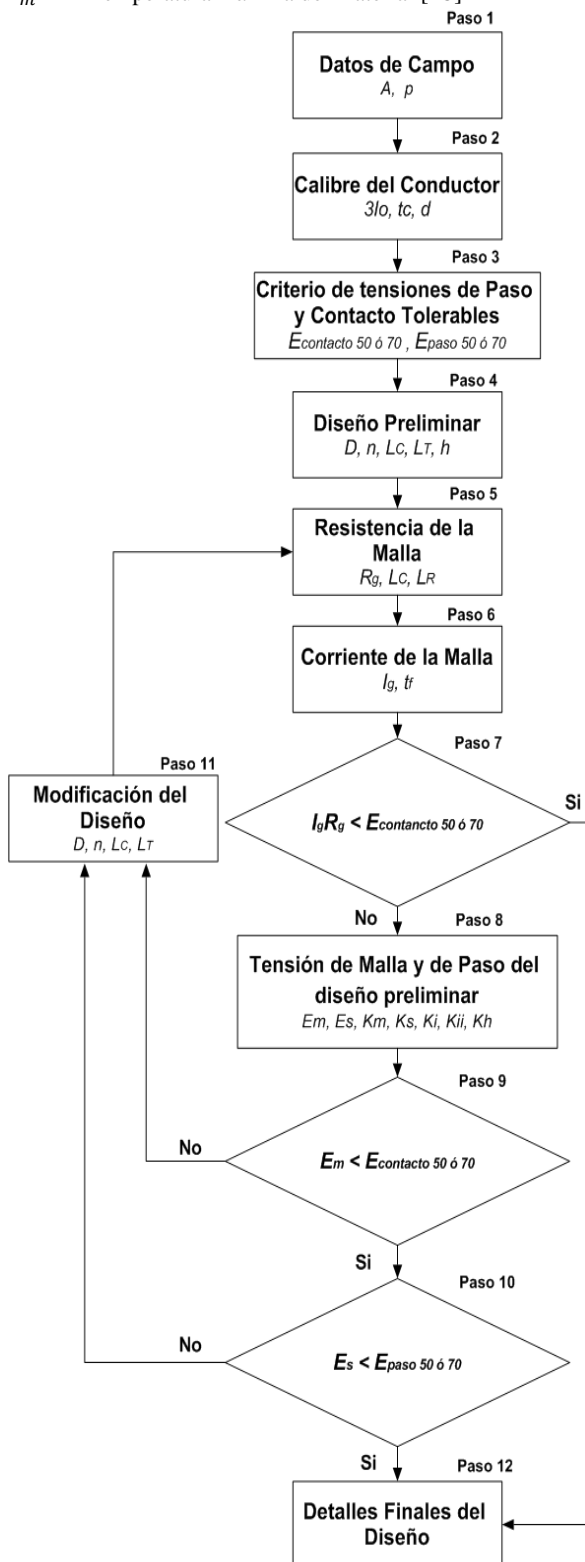 Paso 1
Datos de Campo
A, p
Paso 2
Calibre del Conductor
3Io, tc, d
Paso 3
Criterio de tensiones de Paso
y Contacto Tolerables
Econtacto 50 ó 70 , Epaso 50 ó 70
Paso 4
Diseño Preliminar
D, n, LC, LT, h
Paso 5
Resistencia de la
Malla
Rg, LC, LR
Paso 6
Corriente de la Malla
Ig, tf
Paso 7
IgRg < Econtancto 50 ó 70
Si
No
Paso 11
Modificación del
Diseño
D, n, LC, LT
Paso 8
Tensión de Malla y de Paso del
diseño preliminar
Em, Es, Km, Ks, Ki, Kii, Kh
Paso 9
No
Em < Econtacto 50 ó 70
Si
Paso 10
No
Es < Epaso 50 ó 70
Si
Paso 12
Detalles Finales del
Diseño